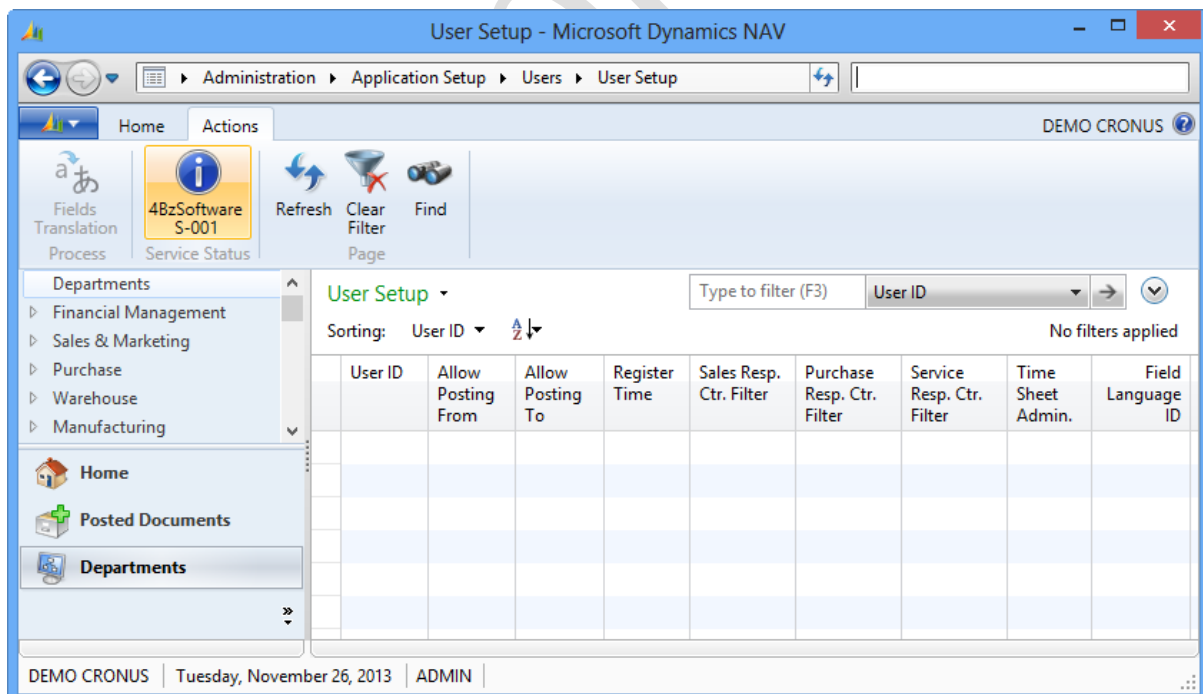 User Setup - Microsoft Dynamics NAV
Administration Application Setup Users User Setup
Home Actions DEMO CRONUS
Fields Translation
4BzSoftware S-001
Refresh
Clear Filter
Find
Process Service Status Page
Departments
Financial Management
Sales & Marketing
Purchase
Warehouse
Manufacturing
Home
Posted Documents
Departments
User Setup
Type to filter (F3) User ID
Sorting: User ID No filters applied
User ID
Allow Posting From
Allow Posting To
Register Time
Sales Resp. Ctr. Filter
Purchase Resp. Ctr. Filter
Service Resp. Ctr. Filter
Time Sheet Admin.
Field Language ID
DEMO CRONUS Tuesday, November 26, 2013 ADMIN